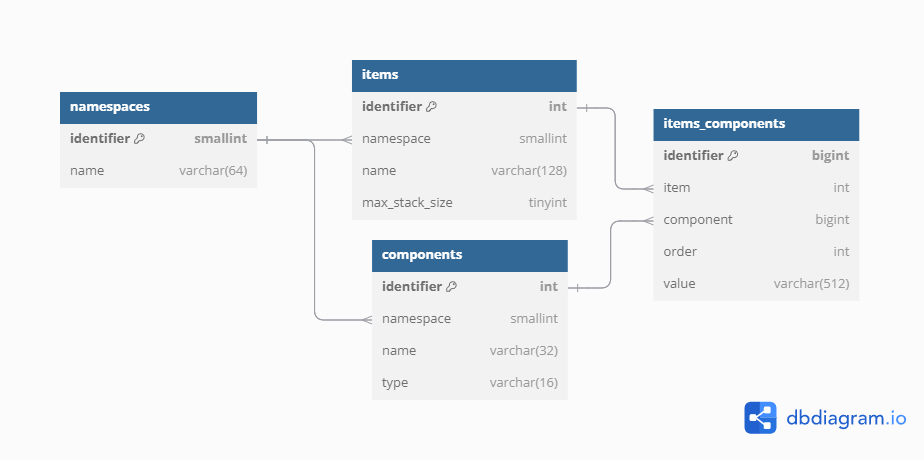 namespaces
identifier smallint
name varchar(64)
items
identifier int
namespace smallint
name varchar(128)
max_stack_size tinyint
components
identifier int
namespace smallint
name varchar(32)
type varchar(16)
items_components
identifier bigint
item int
component bigint
order int
value varchar(512)
dbdiagram.io